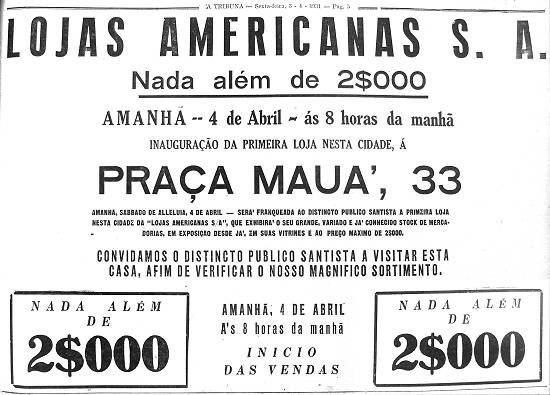 A TRIBUNA — Sexta-feira, 3 - 4 - 1931 — Pag. 5
LOJAS AMERICANAS S. A.
Nada além de 2$000
AMANHÃ -- 4 de Abril -- ás 8 horas da manhã
INAUGURAÇÃO DA PRIMEIRA LOJA NESTA CIDADE, Á
PRAÇA MAUA', 33
AMANHÃ, SABBADO DE ALLELUIA, 4 DE ABRIL — SERA' FRANQUEADA AO DISTINCTO PUBLICO SANTISTA A PRIMEIRA LOJA
NESTA CIDADE DA "LOJAS AMERICANAS S/A", QUE EXHIBIRA' O SEU GRANDE, VARIADO E JA' CONHECIDO STOCK DE MERCA-
DORIAS, EM EXPOSIÇÃO DESDE JA', EM SUAS VITRINES E AO PREÇO MAXIMO DE 2$000.
CONVIDAMOS O DISTINCTO PUBLICO SANTISTA A VISITAR ESTA
CASA, AFIM DE VERIFICAR O NOSSO MAGNIFICO SORTIMENTO.
NADA ALÉM
DE
2$000
AMANHÃ, 4 DE ABRIL
A's 8 horas da manhã
INICIO
DAS VENDAS
NADA ALÉM
DE
2$000